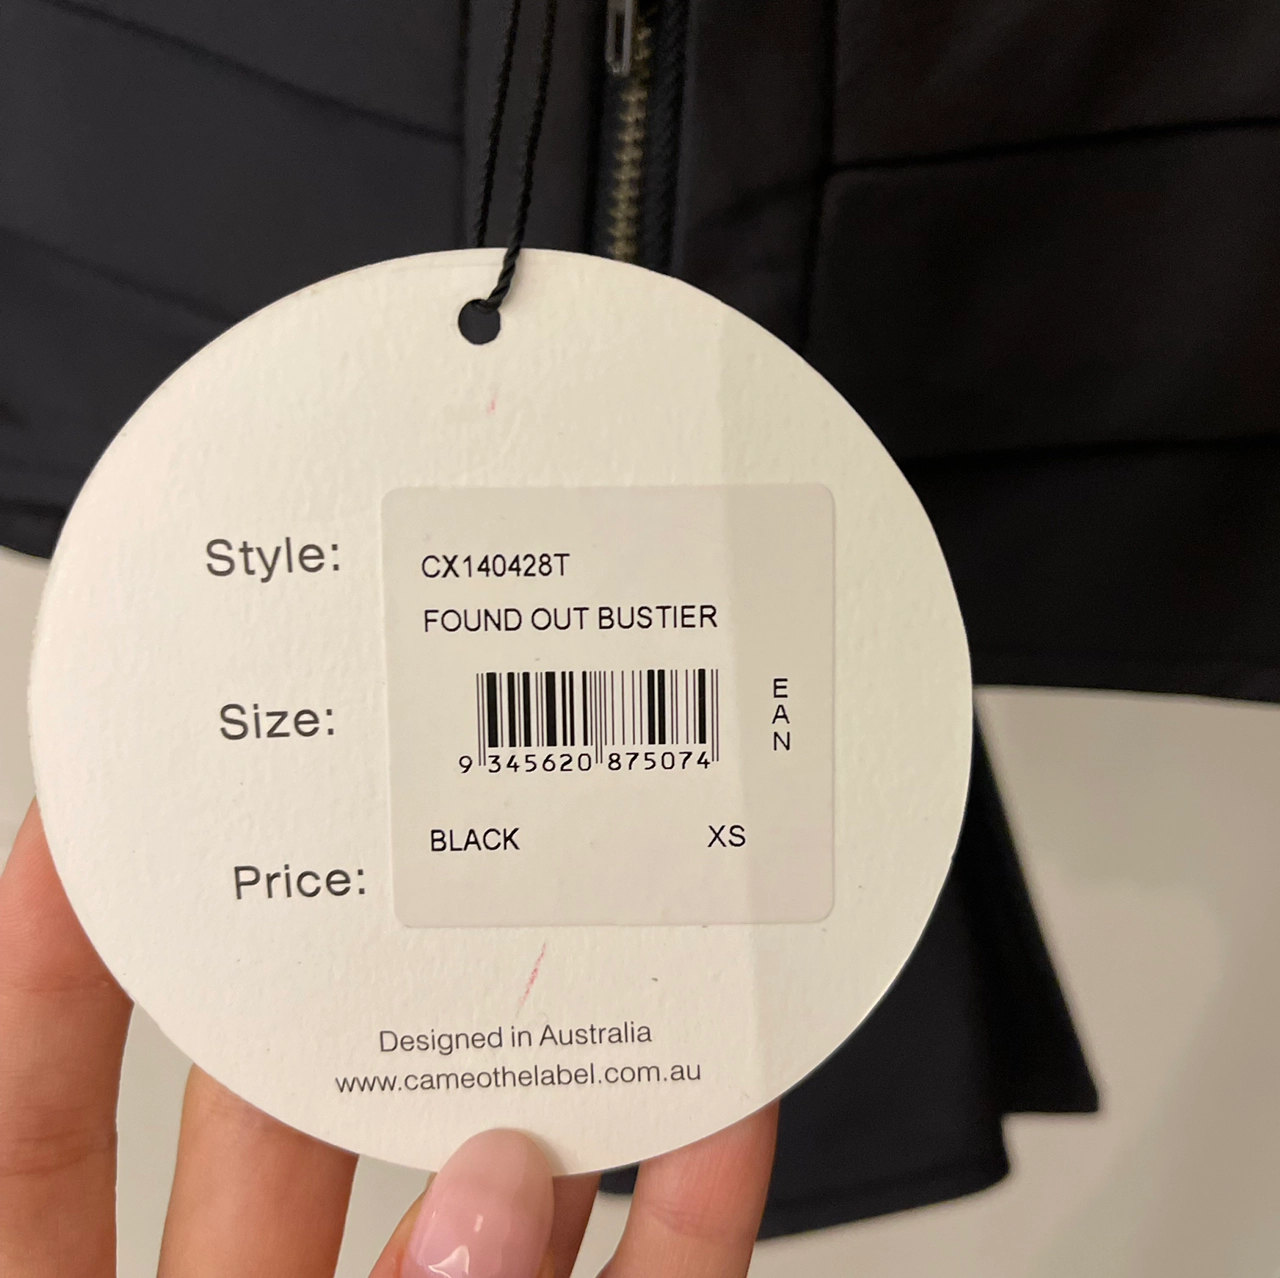 Style:
CX140428T
FOUND OUT BUSTIER
Size:
EAN
9 345620 875074
BLACK XS
Price:
Designed in Australia
www.cameothelabel.com.au